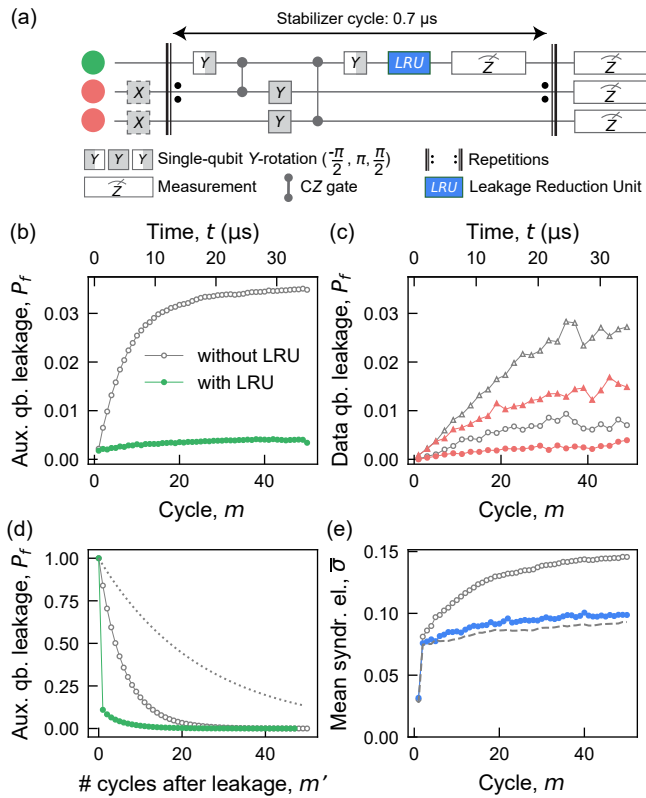 (a)
Stabilizer cycle: 0.7 μs
Y Y LRU Z Z
X Y Z
X Y Z
Y Y Y Single-qubit Y-rotation (-π/2, π, π/2) Repetitions
Z Measurement CZ gate LRU Leakage Reduction Unit
(b) Time, t (μs)
0 10 20 30
Aux. qb. leakage, P_f
0.03
0.02
0.01
0.00
without LRU
with LRU
0 20 40
Cycle, m
(c) Time, t (μs)
0 10 20 30
Data qb. leakage, P_f
0.03
0.02
0.01
0.00
0 20 40
Cycle, m
(d)
Aux. qb. leakage, P_f
1.00
0.75
0.50
0.25
0.00
0 20 40
# cycles after leakage, m'
(e)
Mean syndr. el., σ̅
0.15
0.10
0.05
0.00
0 20 40
Cycle, m